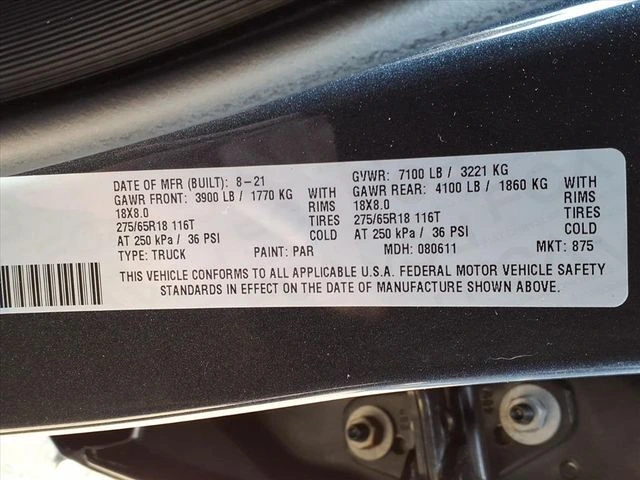 DATE OF MFR (BUILT): 8-21 GVWR: 7100 LB / 3221 KG
GAWR FRONT: 3900 LB / 1770 KG WITH GAWR REAR: 4100 LB / 1860 KG WITH
18X8.0 RIMS 18X8.0 RIMS
275/65R18 116T TIRES 275/65R18 116T TIRES
AT 250 kPa / 36 PSI COLD AT 250 kPa / 36 PSI COLD
TYPE: TRUCK PAINT: PAR MDH: 080611 MKT: 875
THIS VEHICLE CONFORMS TO ALL APPLICABLE U.S.A. FEDERAL MOTOR VEHICLE SAFETY
STANDARDS IN EFFECT ON THE DATE OF MANUFACTURE SHOWN ABOVE.